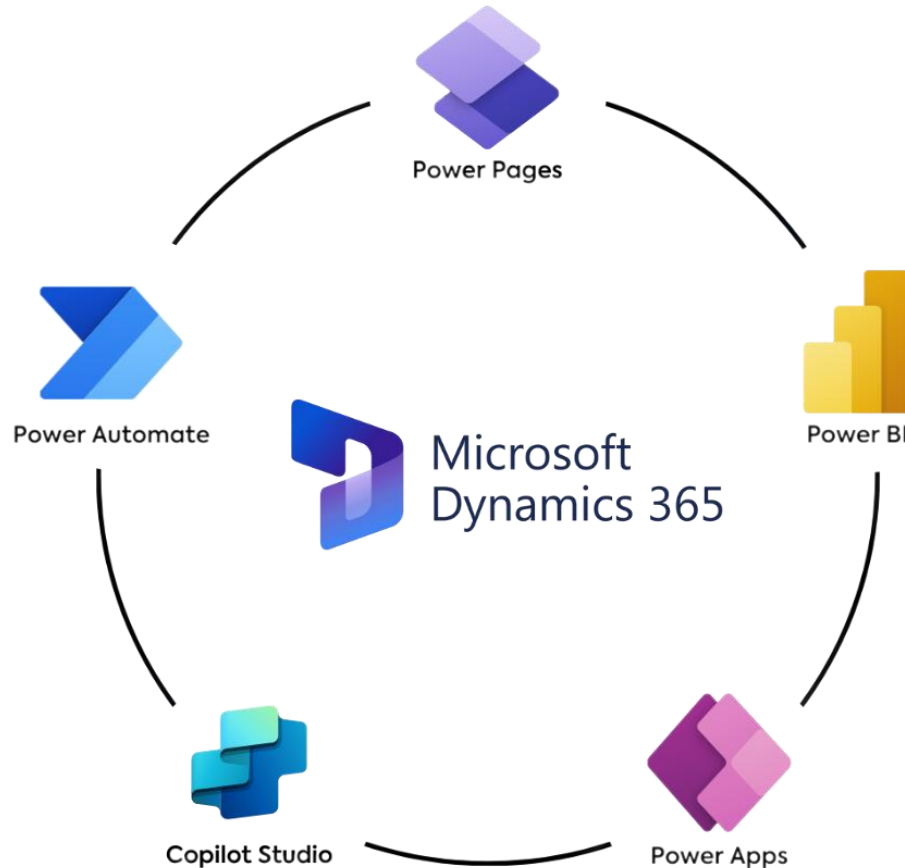 Power Pages
Power Automate
Power BI
Microsoft
Dynamics 365
Copilot Studio
Power Apps